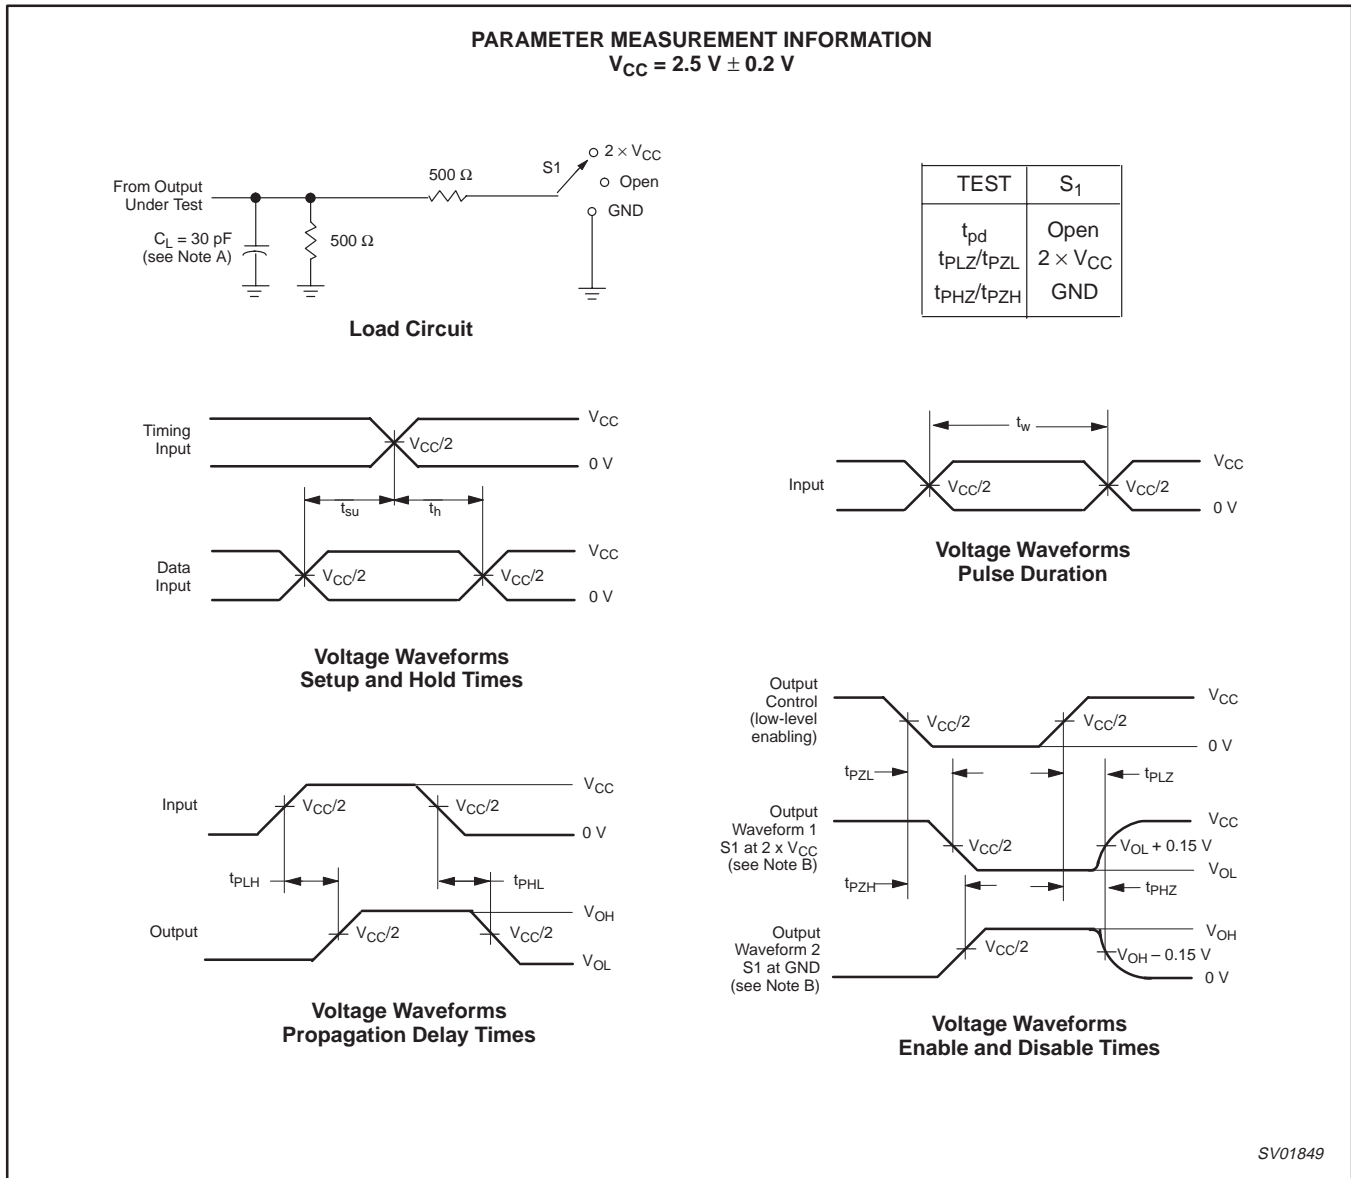 PARAMETER MEASUREMENT INFORMATION
VCC = 2.5 V ± 0.2 V
From Output
Under Test
CL = 30 pF
(see Note A)
500 Ω
500 Ω
S1
2 × VCC
Open
GND
Load Circuit
TEST S1
tpd Open
tPLZ/tPZL 2 × VCC
tPHZ/tPZH GND
Timing
Input
VCC/2
VCC
0 V
tsu
th
Data
Input
VCC/2
VCC/2
VCC
0 V
Voltage Waveforms
Setup and Hold Times
tw
Input
VCC/2
VCC/2
VCC
0 V
Voltage Waveforms
Pulse Duration
Input
VCC/2
VCC/2
VCC
0 V
tPLH
tPHL
Output
VCC/2
VCC/2
VOH
VOL
Voltage Waveforms
Propagation Delay Times
Output
Control
(low-level
enabling)
VCC/2
VCC/2
VCC
0 V
tPZL
tPLZ
Output
Waveform 1
S1 at 2 x VCC
(see Note B)
VCC/2
VCC
VOL + 0.15 V
VOL
tPZH
tPHZ
Output
Waveform 2
S1 at GND
(see Note B)
VCC/2
VOH
VOH – 0.15 V
0 V
Voltage Waveforms
Enable and Disable Times
SV01849